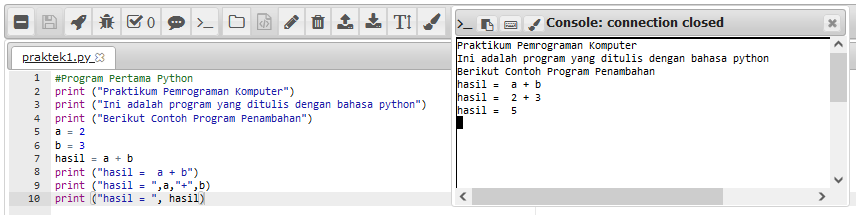 0
>_
T
>_ Console: connection closed
praktek1.py
1 #Program Pertama Python
2 print ("Praktikum Pemrograman Komputer")
3 print ("Ini adalah program yang ditulis dengan bahasa python")
4 print ("Berikut Contoh Program Penambahan")
5 a = 2
6 b = 3
7 hasil = a + b
8 print ("hasil =  a + b")
9 print ("hasil = ",a,"+",b)
10 print ("hasil = ", hasil)
Praktikum Pemrograman Komputer
Ini adalah program yang ditulis dengan bahasa python
Berikut Contoh Program Penambahan
hasil =  a + b
hasil =  2 + 3
hasil =  5